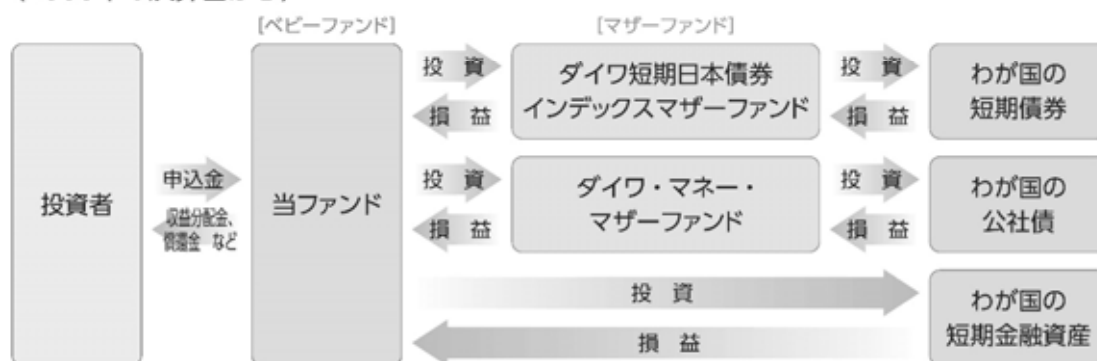 [ベビーファンド]
[マザーファンド]
投資者
申込金
収益分配金、
償還金 など
当ファンド
投 資
損 益
ダイワ短期日本債券
インデックスマザーファンド
投 資
損 益
わが国の
短期債券
投 資
損 益
ダイワ・マネー・
マザーファンド
投 資
損 益
わが国の
公社債
投 資
損 益
わが国の
短期金融資産